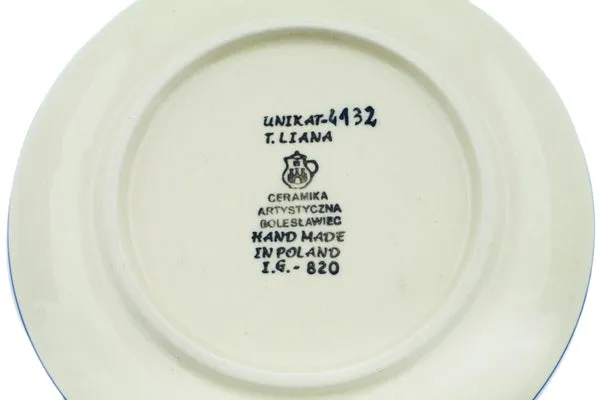 UNIKAT-4132
T. LIANA
CERAMIKA
ARTYSTYCZNA
BOLESŁAWIEC
HAND MADE
IN POLAND
I.G.- 820